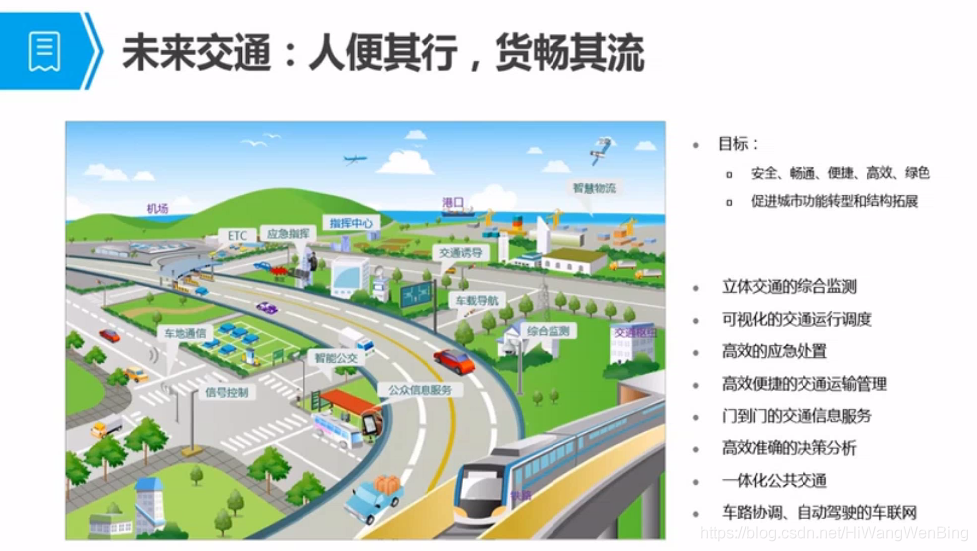 未来交通：人便其行，货畅其流
目标：
安全、畅通、便捷、高效、绿色
促进城市功能转型和结构拓展
立体交通的综合监测
可视化的交通运行调度
高效的应急处置
高效便捷的交通运输管理
门到门的交通信息服务
高效准确的决策分析
一体化公共交通
车路协调、自动驾驶的车联网
智慧物流
机场
港口
指挥中心
ETC
应急指挥
交通诱导
车载导航
车地通信
综合监测
交通枢纽
智能公交
信号控制
公众信息服务
铁路
https://blog.csdn.net/HiWangWenBing